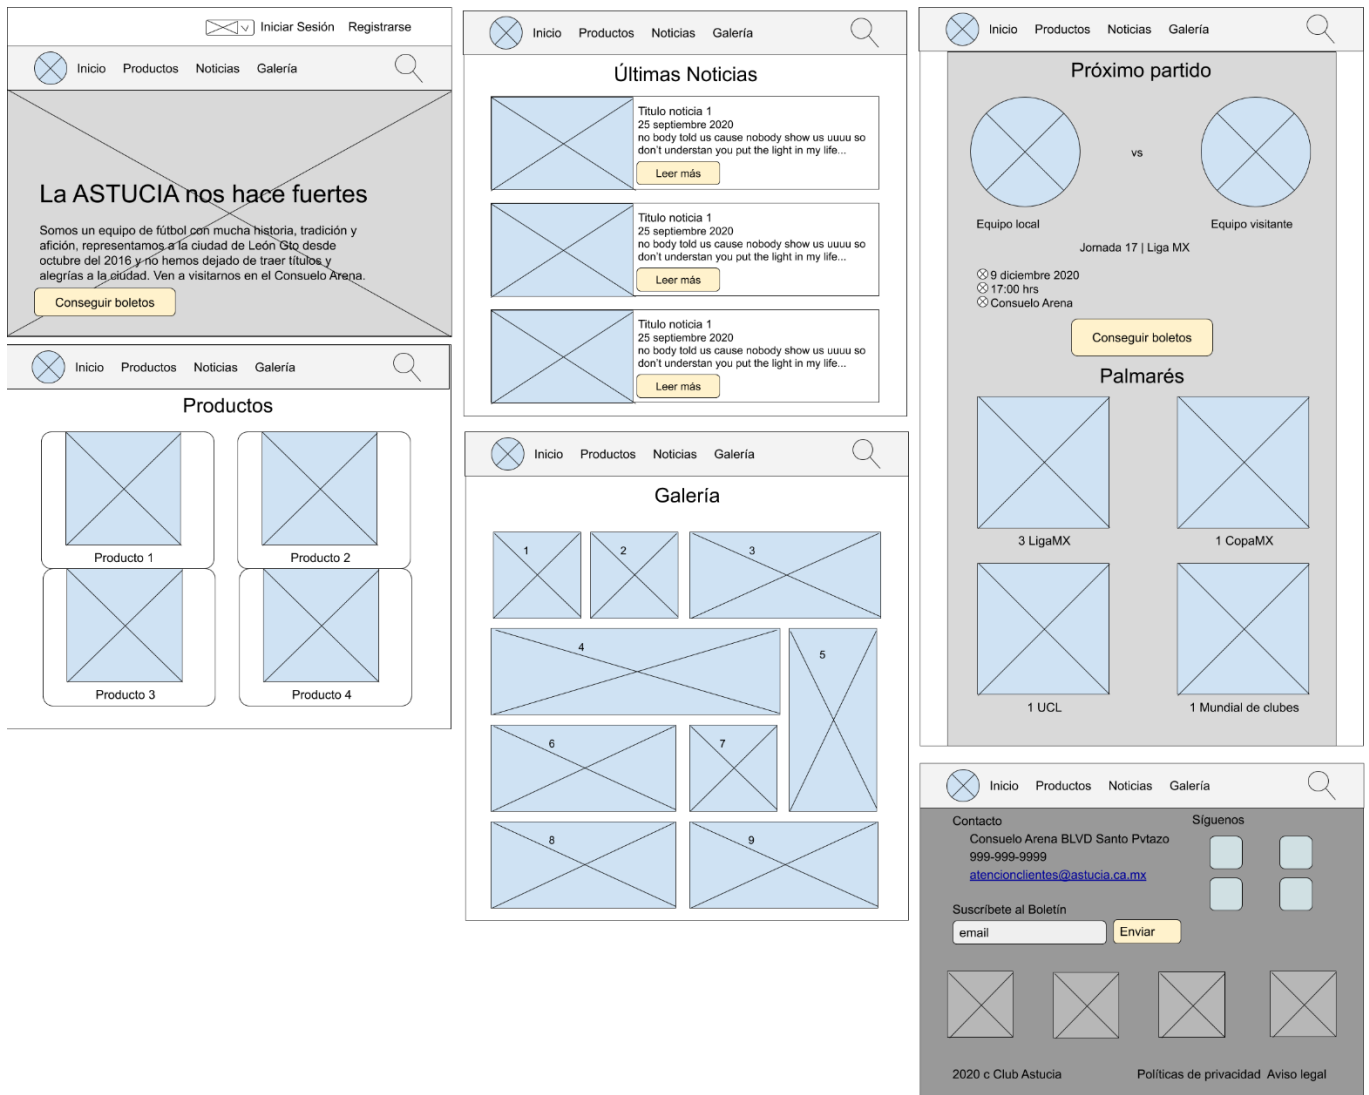 Iniciar Sesión Registrarse
Inicio Productos Noticias Galería
La ASTUCIA nos hace fuertes
Somos un equipo de fútbol con mucha historia, tradición y
afición, representamos a la ciudad de León Gto desde
octubre del 2016 y no hemos dejado de traer títulos y
alegrías a la ciudad. Ven a visitarnos en el Consuelo Arena.
Conseguir boletos
Inicio Productos Noticias Galería
Productos
Producto 1
Producto 2
Producto 3
Producto 4
Inicio Productos Noticias Galería
Últimas Noticias
Titulo noticia 1
25 septiembre 2020
no body told us cause nobody show us uuuu so
don't understan you put the light in my life...
Leer más
Titulo noticia 1
25 septiembre 2020
no body told us cause nobody show us uuuu so
don't understan you put the light in my life...
Leer más
Titulo noticia 1
25 septiembre 2020
no body told us cause nobody show us uuuu so
don't understan you put the light in my life...
Leer más
Inicio Productos Noticias Galería
Galería
1
2
3
4
5
6
7
8
9
Inicio Productos Noticias Galería
Próximo partido
vs
Equipo local
Equipo visitante
Jornada 17 | Liga MX
9 diciembre 2020
17:00 hrs
Consuelo Arena
Conseguir boletos
Palmarés
3 LigaMX
1 CopaMX
1 UCL
1 Mundial de clubes
Inicio Productos Noticias Galería
Contacto
Consuelo Arena BLVD Santo Pvtazo
999-999-9999
atencionclientes@astucia.ca.mx
Síguenos
Suscríbete al Boletín
email
Enviar
2020 c Club Astucia
Políticas de privacidad Aviso legal